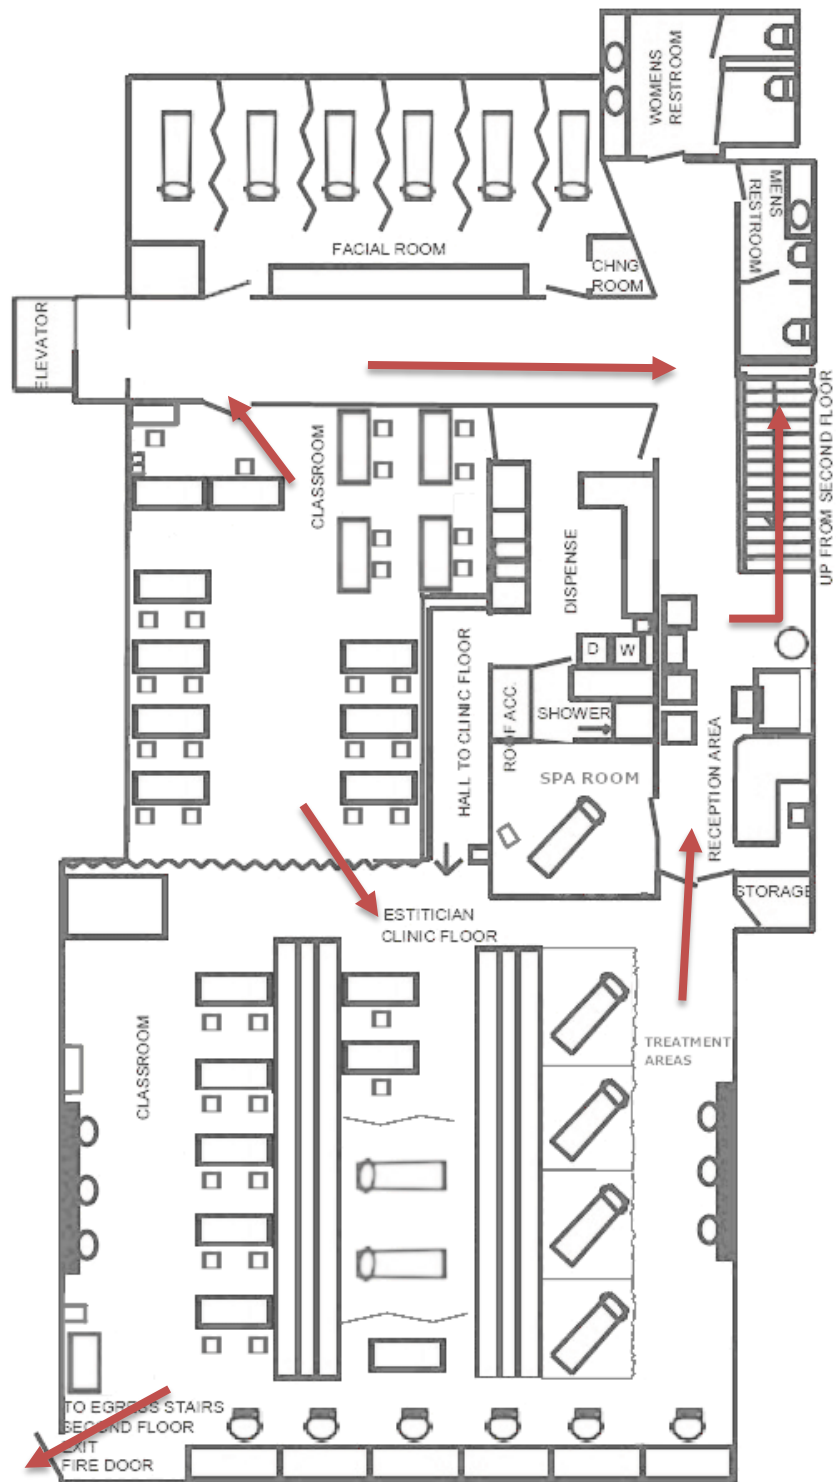 WOMENS
RESTROOM
MENS
RESTROOM
FACIAL ROOM
CHNG
ROOM
ELEVATOR
UP FROM SECOND FLOOR
CLASSROOM
DISPENSE
D
W
HALL TO CLINIC FLOOR
ROOF ACC.
SHOWER
SPA ROOM
RECEPTION AREA
STORAGE
ESTITICIAN
CLINIC FLOOR
CLASSROOM
TREATMENT
AREAS
TO EGRESS STAIRS
SECOND FLOOR
EXIT
FIRE DOOR